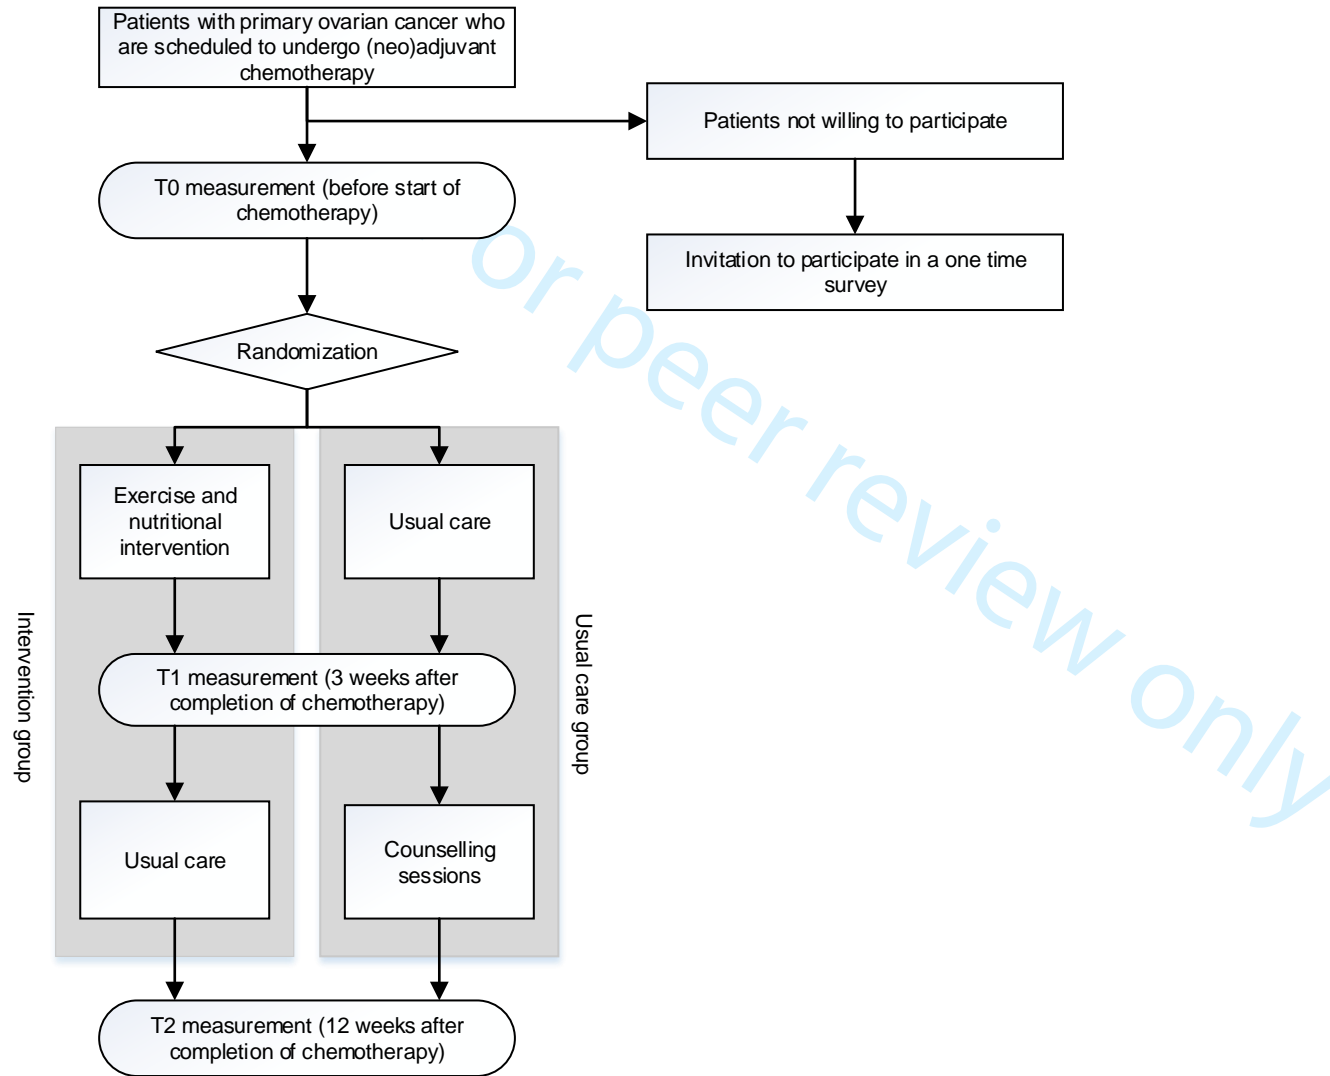 Patients with primary ovarian cancer who
are scheduled to undergo (neo)adjuvant
chemotherapy
Patients not willing to participate
T0 measurement (before start of
chemotherapy)
Invitation to participate in a one time
survey
Randomization
Exercise and
nutritional
intervention
Usual care
Intervention group
Usual care group
T1 measurement (3 weeks after
completion of chemotherapy)
Usual care
Counselling
sessions
T2 measurement (12 weeks after
completion of chemotherapy)
or peer review only